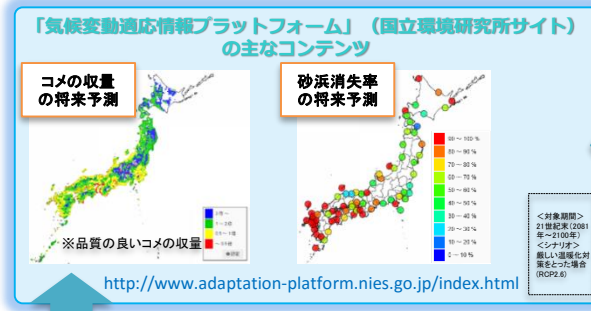 「気候変動適応情報プラットフォーム」（国立環境研究所サイト）
の主なコンテンツ
コメの収量
の将来予測
砂浜消失率
の将来予測
90 ～ 100 %
80 ～ 90 %
70 ～ 80 %
60 ～ 70 %
50 ～ 60 %
40 ～ 50 %
30 ～ 40 %
20 ～ 30 %
10 ～ 20 %
0 ～ 10 %
※品質の良いコメの収量
＜対象期間＞
21世紀末（2081
年～2100年）
＜シナリオ＞
厳しい温暖化対
策をとった場合
（RCP2.6）
http://www.adaptation-platform.nies.go.jp/index.html